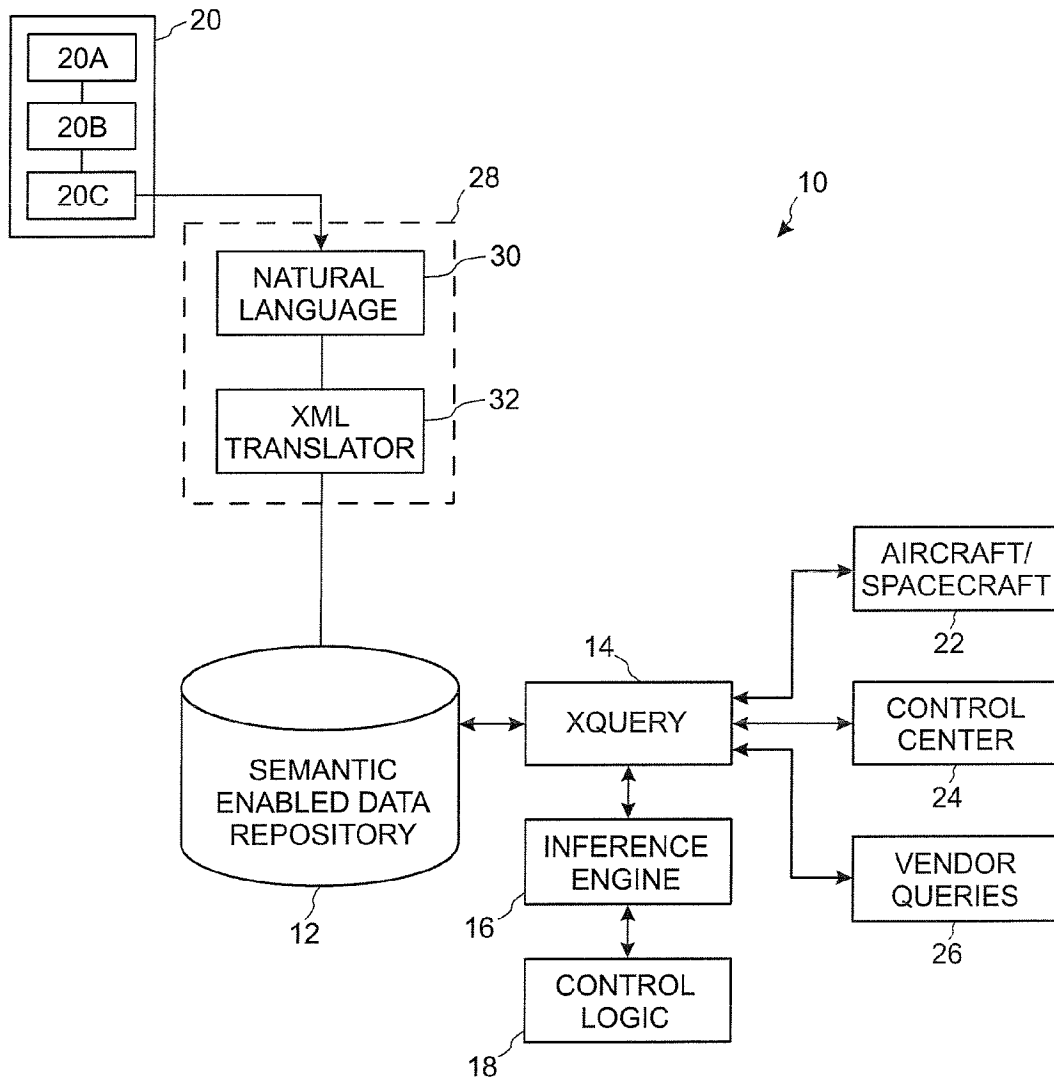 20
20A
20B
20C
28
10
NATURAL
LANGUAGE
30
XML
TRANSLATOR
32
AIRCRAFT/
SPACECRAFT
22
14
XQUERY
CONTROL
CENTER
24
SEMANTIC
ENABLED DATA
REPOSITORY
12
INFERENCE
ENGINE
16
VENDOR
QUERIES
26
CONTROL
LOGIC
18